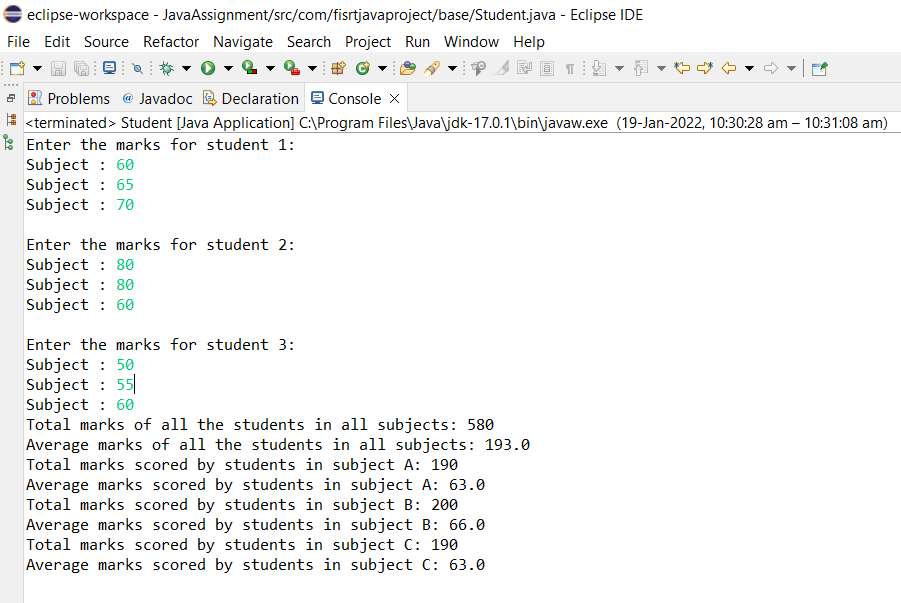 eclipse-workspace - JavaAssignment/src/com/fisrtjavaproject/base/Student.java - Eclipse IDE
File Edit Source Refactor Navigate Search Project Run Window Help
Problems @ Javadoc Declaration Console
<terminated> Student [Java Application] C:\Program Files\Java\jdk-17.0.1\bin\javaw.exe (19-Jan-2022, 10:30:28 am – 10:31:08 am)
Enter the marks for student 1:
Subject : 60
Subject : 65
Subject : 70
Enter the marks for student 2:
Subject : 80
Subject : 80
Subject : 60
Enter the marks for student 3:
Subject : 50
Subject : 55
Subject : 60
Total marks of all the students in all subjects: 580
Average marks of all the students in all subjects: 193.0
Total marks scored by students in subject A: 190
Average marks scored by students in subject A: 63.0
Total marks scored by students in subject B: 200
Average marks scored by students in subject B: 66.0
Total marks scored by students in subject C: 190
Average marks scored by students in subject C: 63.0